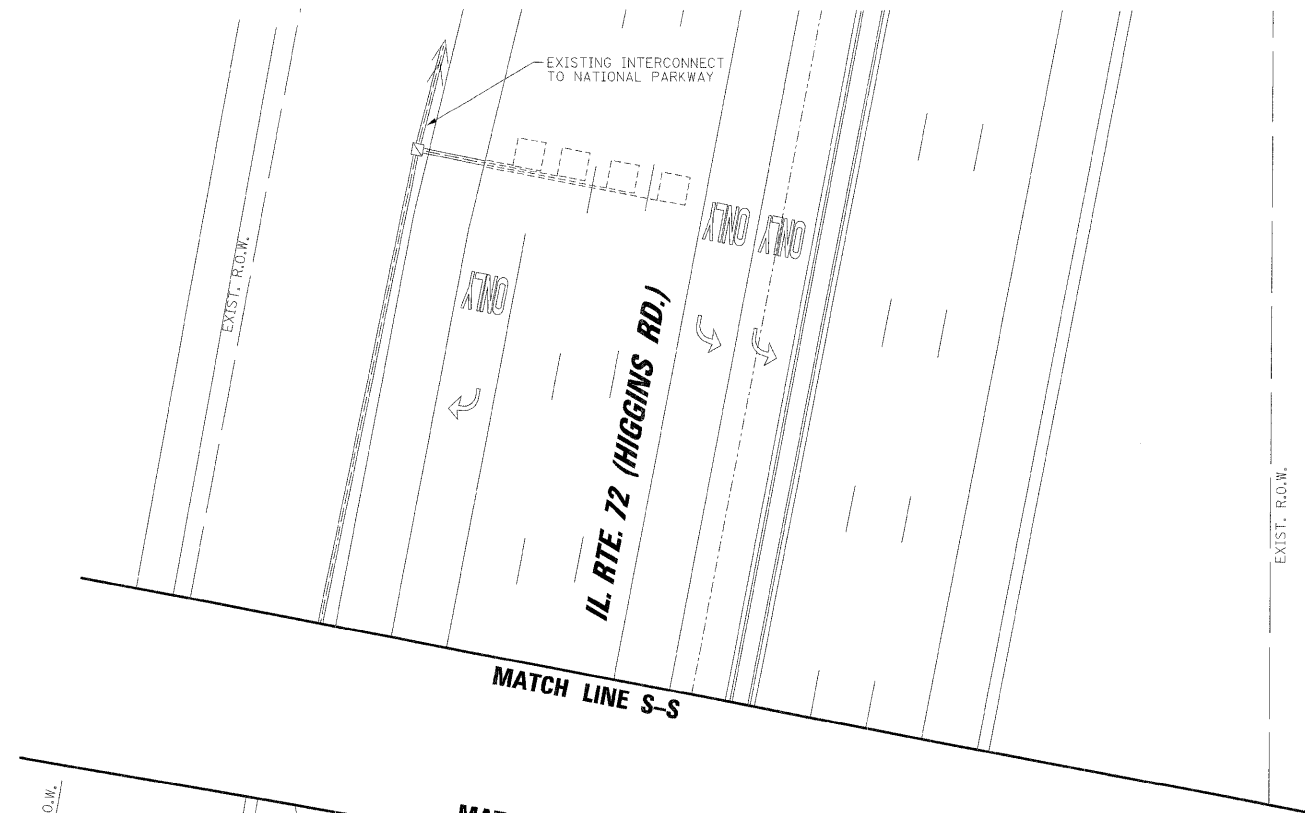 EXISTING INTERCONNECT
TO NATIONAL PARKWAY
EXIST. R.O.W.
ONLY
ONLY
ONLY
IL. RTE. 72 (HIGGINS RD.)
EXIST. R.O.W.
MATCH LINE S-S
O.W.